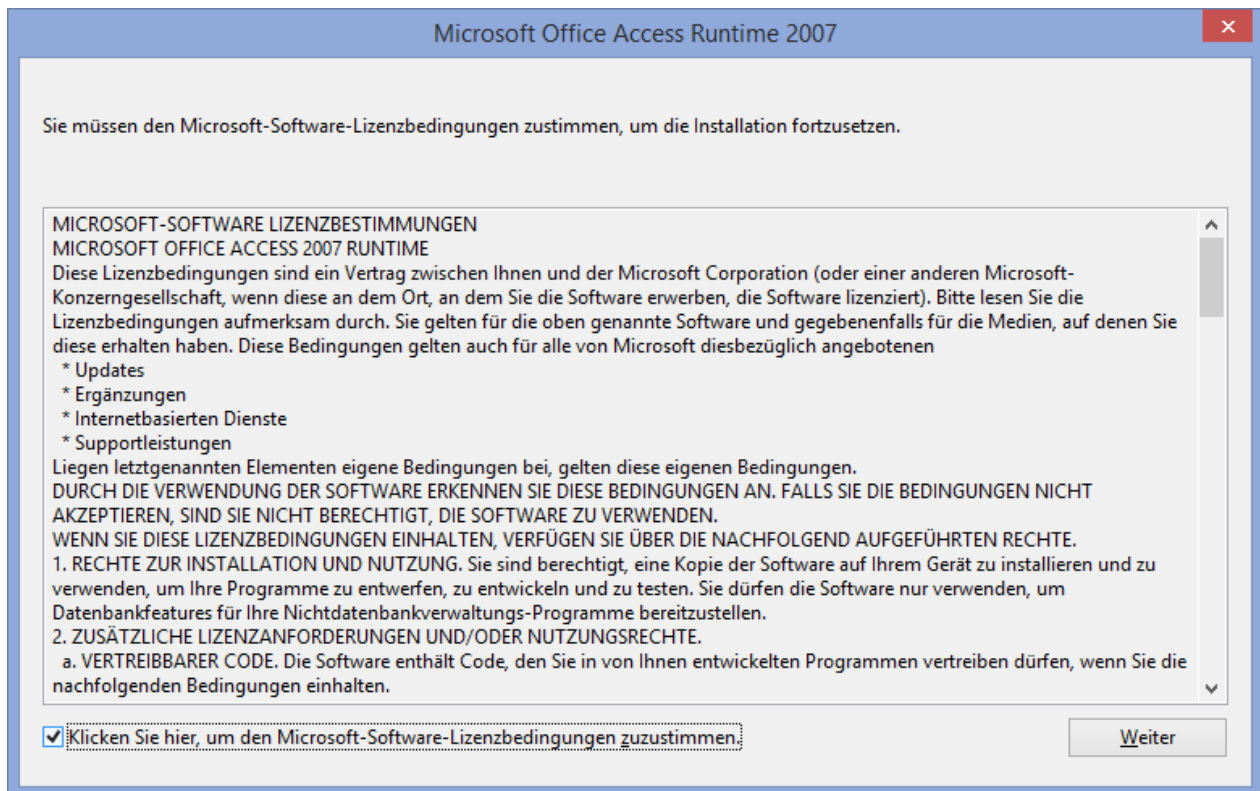 Microsoft Office Access Runtime 2007
Sie müssen den Microsoft-Software-Lizenzbedingungen zustimmen, um die Installation fortzusetzen.
MICROSOFT-SOFTWARE LIZENZBESTIMMUNGEN
MICROSOFT OFFICE ACCESS 2007 RUNTIME
Diese Lizenzbedingungen sind ein Vertrag zwischen Ihnen und der Microsoft Corporation (oder einer anderen Microsoft-
Konzerngesellschaft, wenn diese an dem Ort, an dem Sie die Software erwerben, die Software lizenziert). Bitte lesen Sie die
Lizenzbedingungen aufmerksam durch. Sie gelten für die oben genannte Software und gegebenenfalls für die Medien, auf denen Sie
diese erhalten haben. Diese Bedingungen gelten auch für alle von Microsoft diesbezüglich angebotenen
* Updates
* Ergänzungen
* Internetbasierten Dienste
* Supportleistungen
Liegen letztgenannten Elementen eigene Bedingungen bei, gelten diese eigenen Bedingungen.
DURCH DIE VERWENDUNG DER SOFTWARE ERKENNEN SIE DIESE BEDINGUNGEN AN. FALLS SIE DIE BEDINGUNGEN NICHT
AKZEPTIEREN, SIND SIE NICHT BERECHTIGT, DIE SOFTWARE ZU VERWENDEN.
WENN SIE DIESE LIZENZBEDINGUNGEN EINHALTEN, VERFÜGEN SIE ÜBER DIE NACHFOLGEND AUFGEFÜHRTEN RECHTE.
1. RECHTE ZUR INSTALLATION UND NUTZUNG. Sie sind berechtigt, eine Kopie der Software auf Ihrem Gerät zu installieren und zu
verwenden, um Ihre Programme zu entwerfen, zu entwickeln und zu testen. Sie dürfen die Software nur verwenden, um
Datenbankfeatures für Ihre Nichtdatenbankverwaltungs-Programme bereitzustellen.
2. ZUSÄTZLICHE LIZENZANFORDERUNGEN UND/ODER NUTZUNGSRECHTE.
a. VERTREIBBARER CODE. Die Software enthält Code, den Sie in von Ihnen entwickelten Programmen vertreiben dürfen, wenn Sie die
nachfolgenden Bedingungen einhalten.
Klicken Sie hier, um den Microsoft-Software-Lizenzbedingungen zuzustimmen.
Weiter